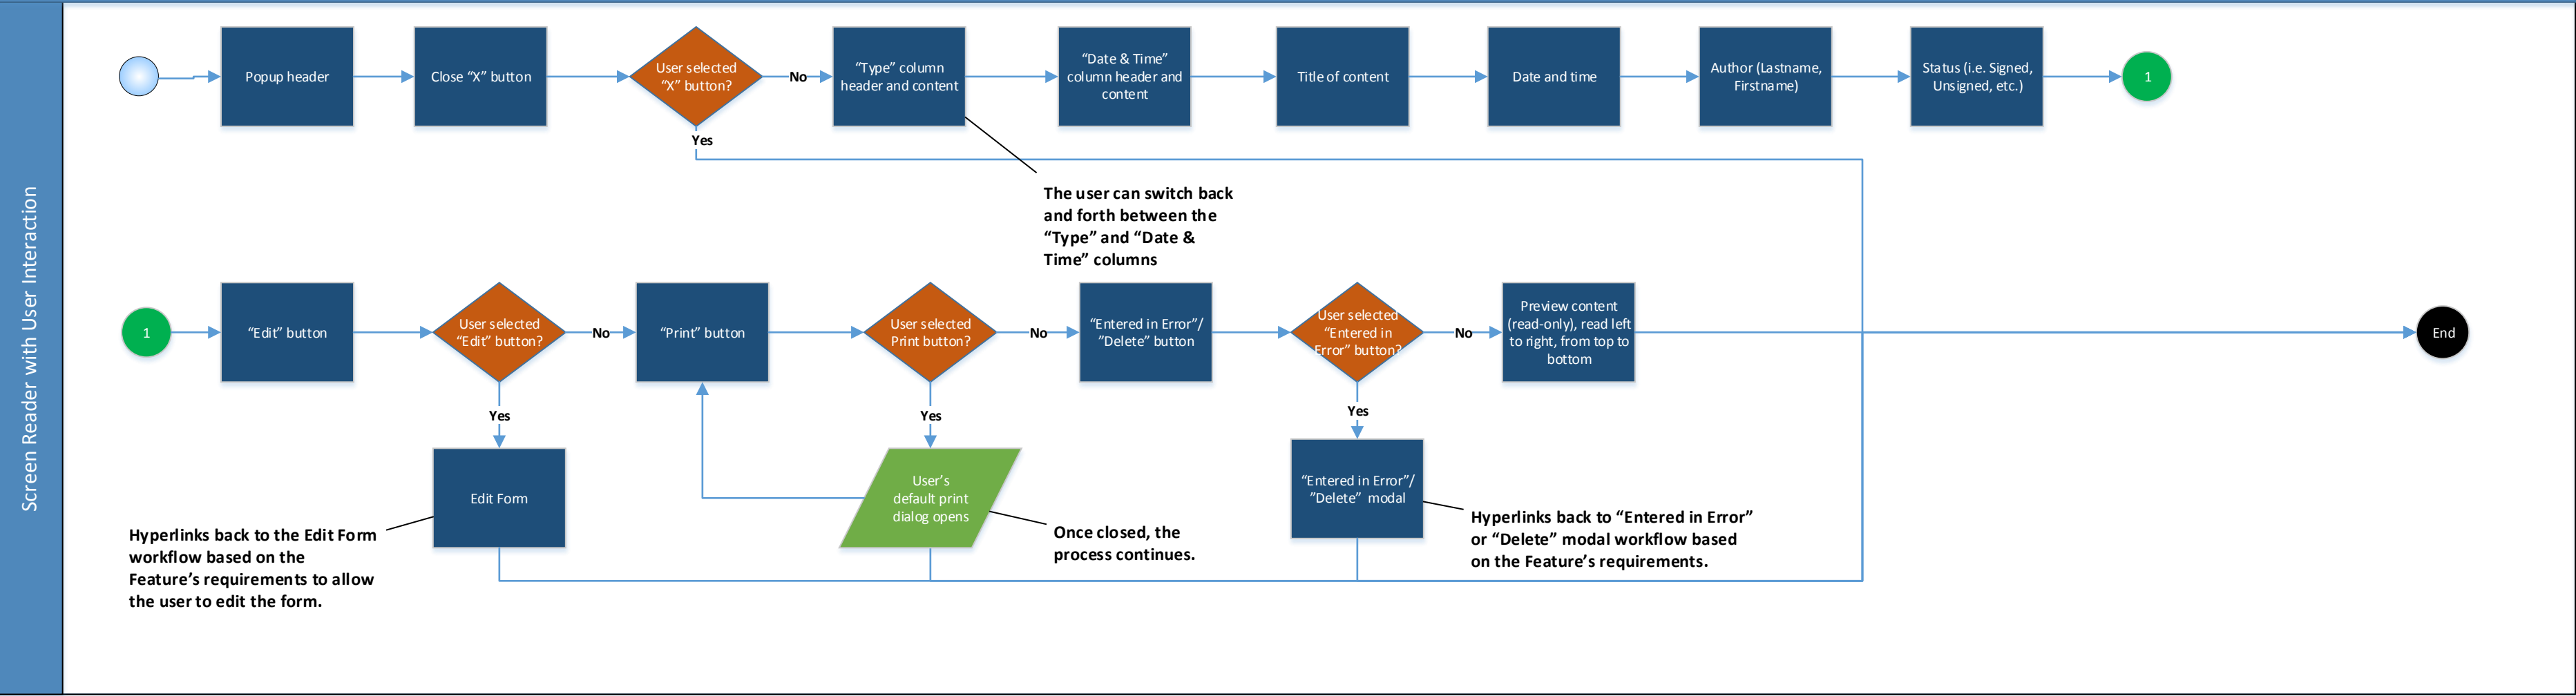 Screen Reader with User Interaction
Popup header
Close “X” button
User selected
“X” button?
No
Yes
“Type” column
header and content
“Date & Time”
column header and
content
Title of content
Date and time
Author (Lastname,
Firstname)
Status (i.e. Signed,
Unsigned, etc.)
1
The user can switch back
and forth between the
“Type” and “Date &
Time” columns
1
“Edit” button
User selected
“Edit” button?
No
Yes
“Print” button
User selected
Print button?
No
Yes
“Entered in Error”/
”Delete” button
User selected
“Entered in
Error” button?
No
Yes
Preview content
(read-only), read left
to right, from top to
bottom
End
Edit Form
Hyperlinks back to the Edit Form
workflow based on the
Feature’s requirements to allow
the user to edit the form.
User’s
default print
dialog opens
Once closed, the
process continues.
“Entered in Error”/
”Delete” modal
Hyperlinks back to “Entered in Error”
or “Delete” modal workflow based
on the Feature’s requirements.